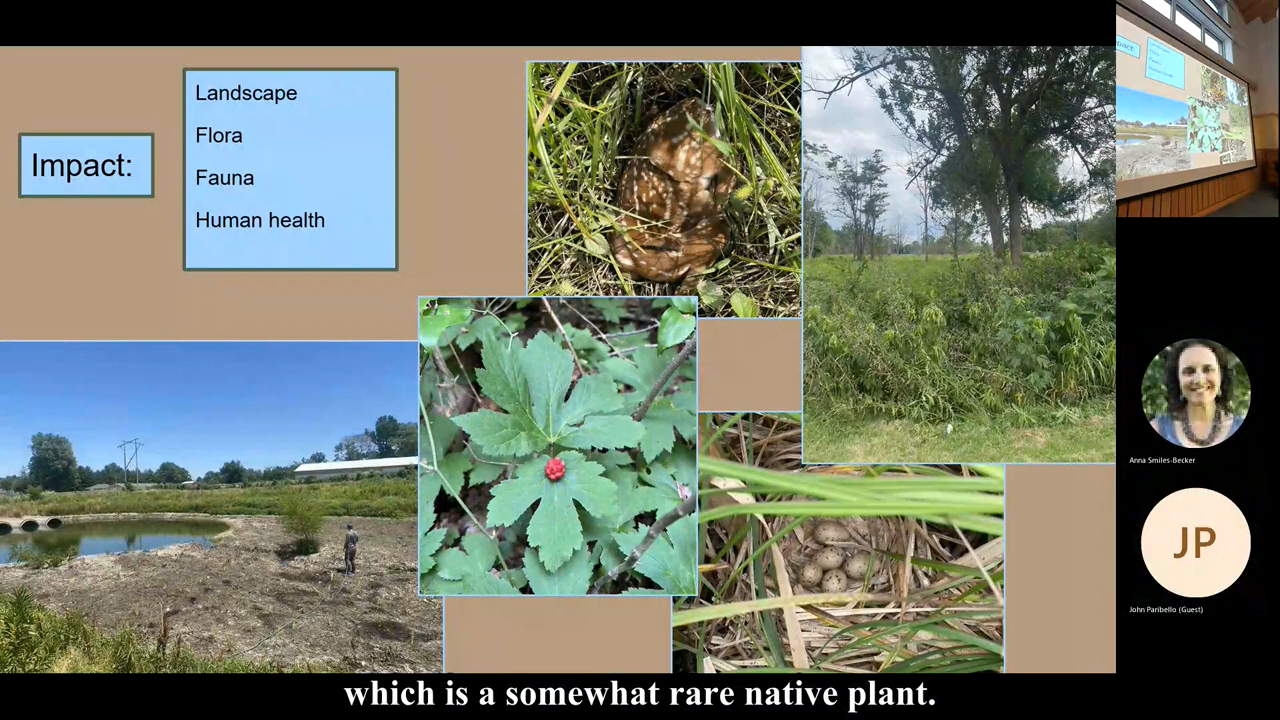 Impact:
Landscape
Flora
Fauna
Human health
Anna Smiles-Becker
JP
John Paribello (Guest)
which is a somewhat rare native plant.